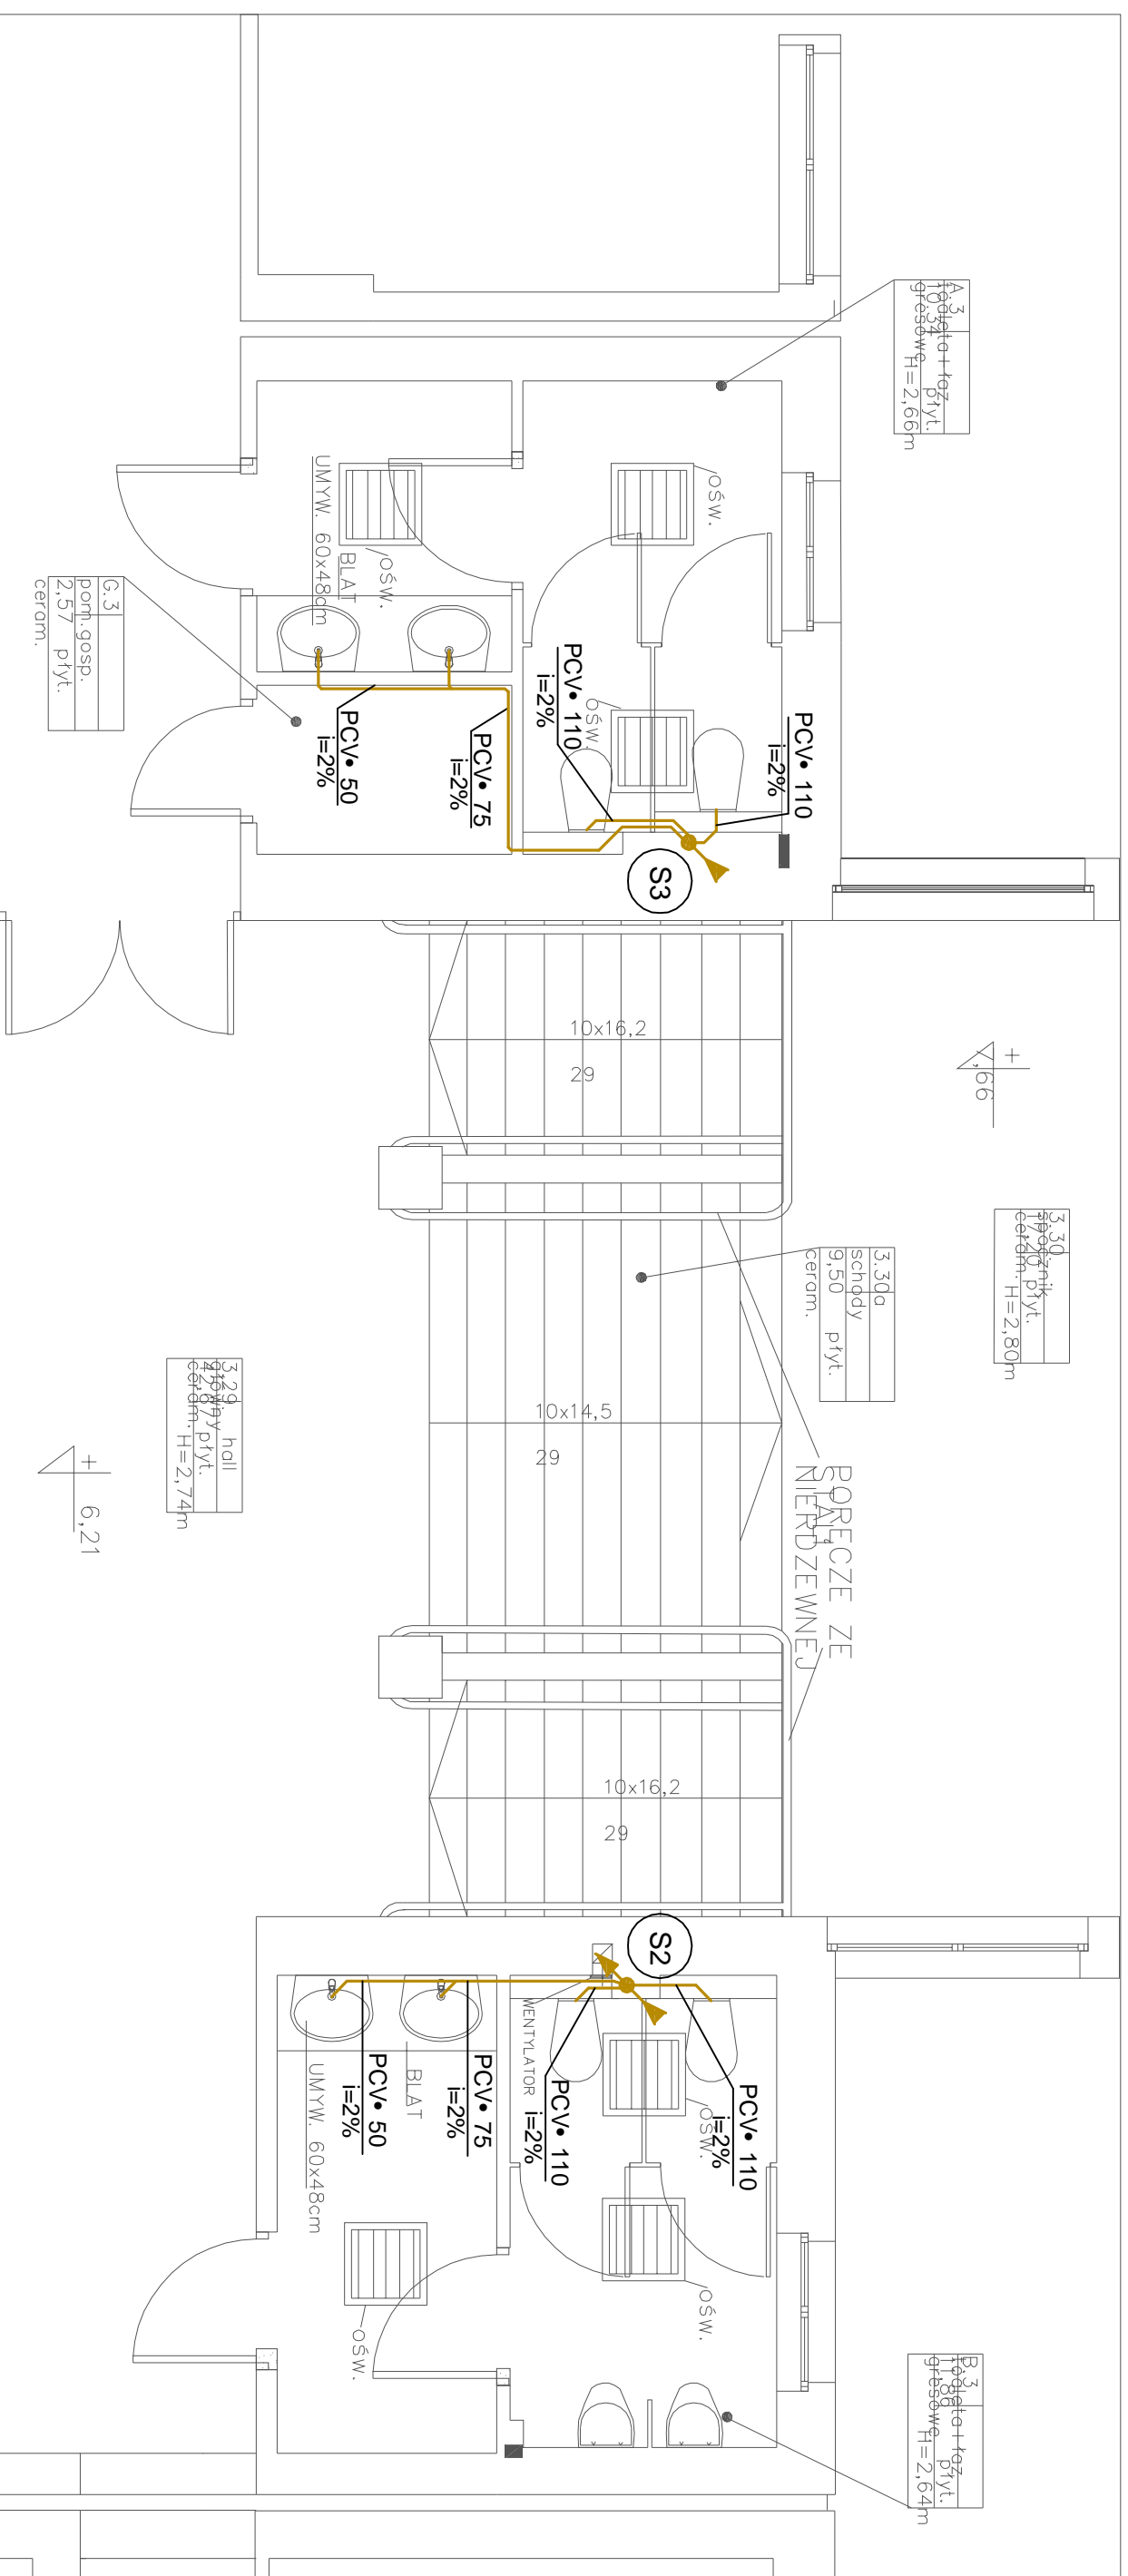 A.3
toaleta+łaz
10.34 płyt.
gresowe H=2,66m
OŚW.
UMYW. 60x48cm
BLAT
OŚW.
G.3
pom.gosp.
2,57 płyt.
ceram.
PCV• 110
i=2%
OŚW.
PCV• 110
i=2%
PCV• 75
i=2%
PCV• 50
i=2%
S3
10x16,2
29
+
7,66
3.30
spocznik
17,20 płyt.
ceram. H=2,80m
3.30a
schody
9,50 płyt.
ceram.
3.29
główny hall
42,67 płyt.
ceram. H=2,74m
+
6,21
10x14,5
29
PORĘCZE ZE
STALI
NIERDZEWNEJ
10x16,2
29
S2
WENTYLATOR
PCV• 110
i=2%
OŚW.
PCV• 110
i=2%
PCV• 75
i=2%
BLAT
PCV• 50
i=2%
UMYW. 60x48cm
OŚW.
OŚW.
B.3
toaleta+łaz
11,86 płyt.
gresowe H=2,64m